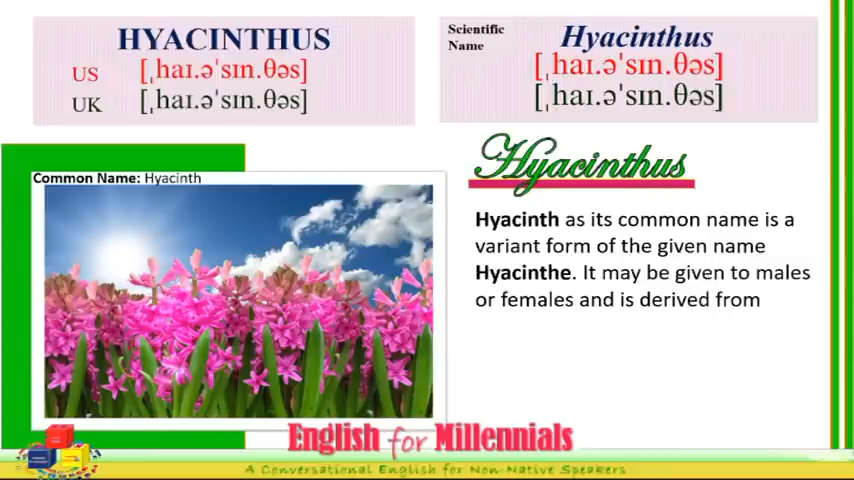 HYACINTHUS
US [ˌhaɪ.əˈsɪn.θəs]
UK [ˌhaɪ.əˈsɪn.θəs]
Scientific
Name
Hyacinthus
[ˌhaɪ.əˈsɪn.θəs]
[ˌhaɪ.əˈsɪn.θəs]
Common Name: Hyacinth
Hyacinthus
Hyacinth as its common name is a
variant form of the given name
Hyacinthe. It may be given to males
or females and is derived from
English for Millennials
A Conversational English for Non-Native Speakers